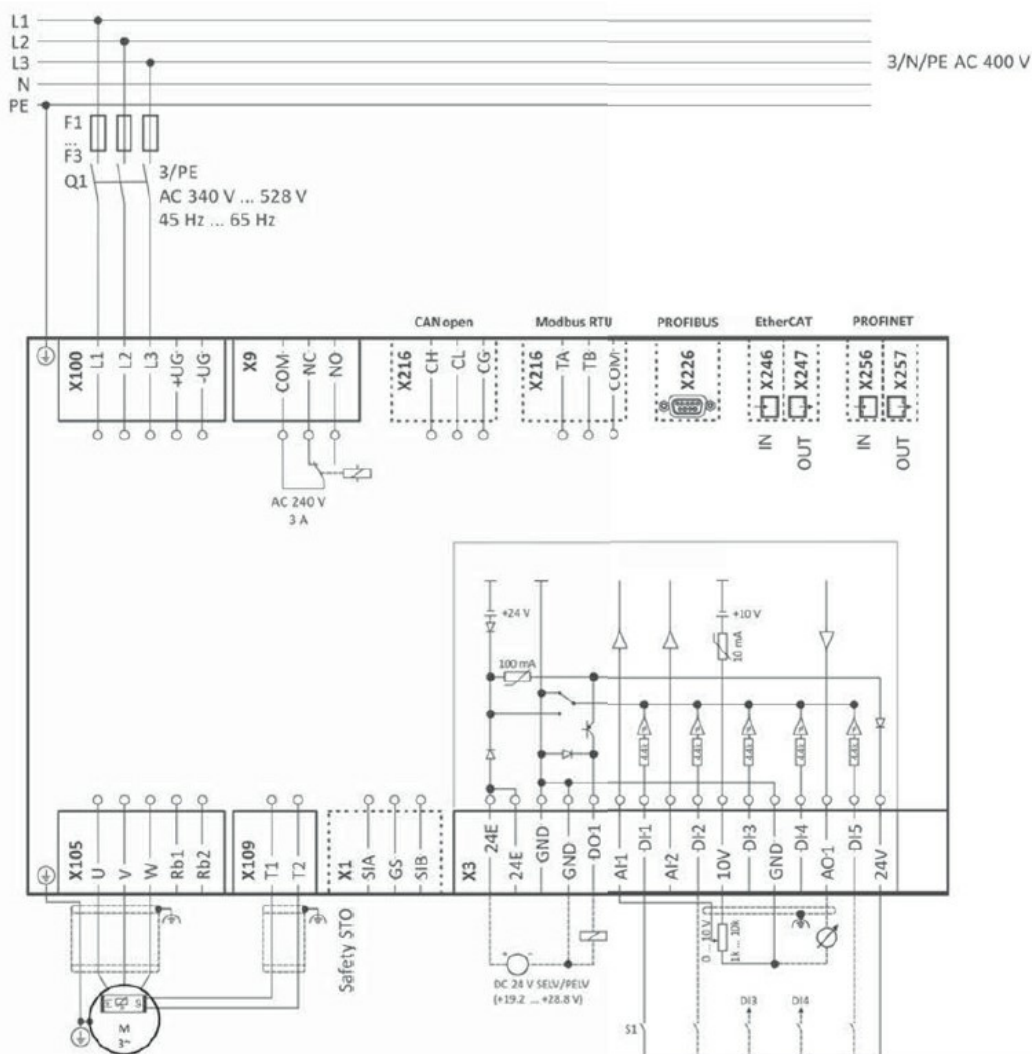 L1
L2
L3
N
PE
3/N/PE AC 400 V
F1
...
F3
Q1
3/PE
AC 340 V ... 528 V
45 Hz ... 65 Hz
CANopen
Modbus RTU
PROFIBUS
EtherCAT
PROFINET
X100
L1
L2
L3
+UG
-UG
X9
COM
NC
NO
X216
CH
CL
CG
X216
TA
TB
COM
X226
X246
X247
X256
X257
IN
OUT
IN
OUT
AC 240 V
3 A
+24 V
+10 V
100 mA
10 mA
X105
U
V
W
Rb1
Rb2
X109
T1
T2
X1
SIA
GS
SIB
X3
24E
24E
GND
GND
DO1
AI1
DI1
AI2
DI2
10V
DI3
GND
DI4
AO1
DI5
24V
Safety STO
0 ... 10 V
1k ... 10k
DC 24 V SELV/PELV
(+19.2 ... +28.8 V)
M
3~
S1
DI3
DI4